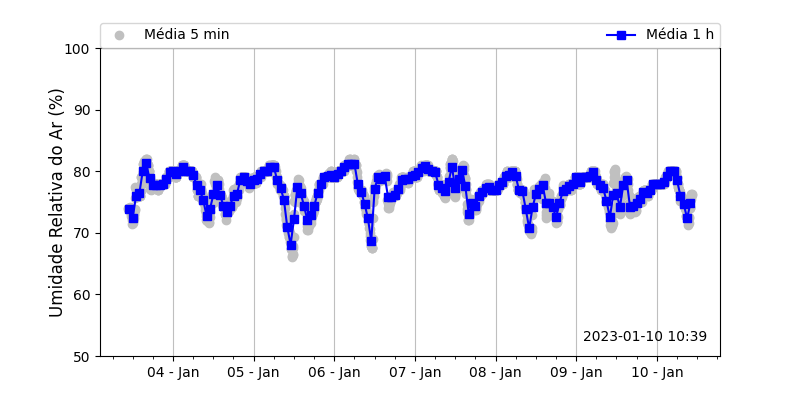 Média 5 min
Média 1 h
Umidade Relativa do Ar (%)
100
90
80
70
60
50
2023-01-10 10:39
04 - Jan
05 - Jan
06 - Jan
07 - Jan
08 - Jan
09 - Jan
10 - Jan